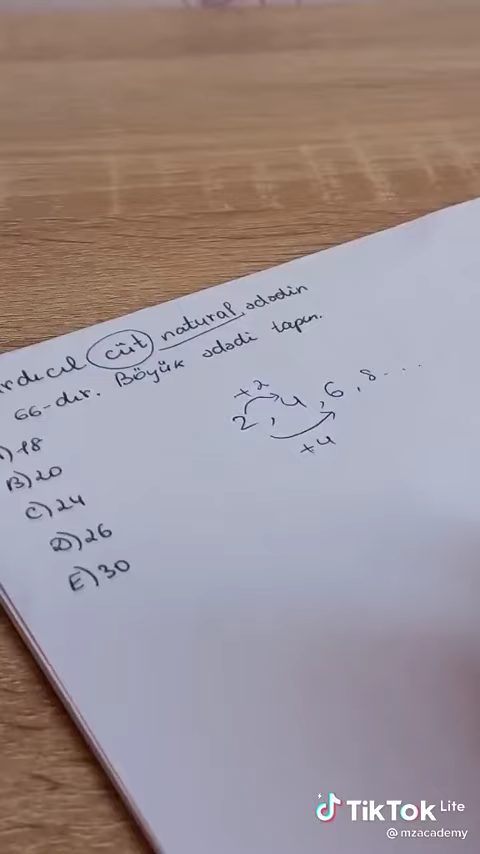 rdıcıl cüt natural ədədin
66-dır. Böyük ədədi tapın.
+2
2, 4, 6, 8...
+4
A) 18
B) 20
C) 24
D) 26
E) 30
TikTok Lite
@mzacademy